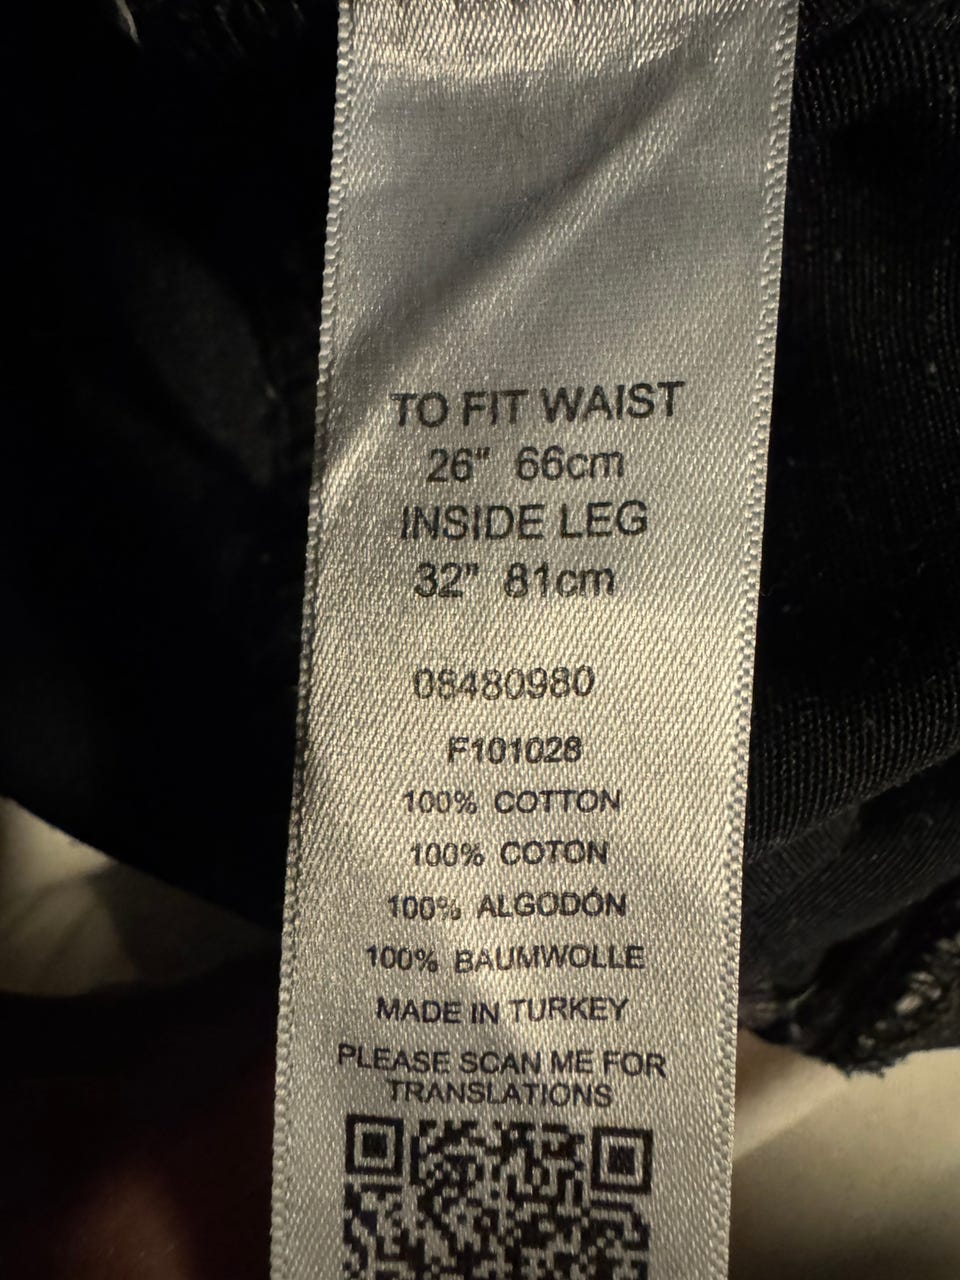 TO FIT WAIST
26" 66cm
INSIDE LEG
32" 81cm
08480980
F101028
100% COTTON
100% COTON
100% ALGODÓN
100% BAUMWOLLE
MADE IN TURKEY
PLEASE SCAN ME FOR
TRANSLATIONS